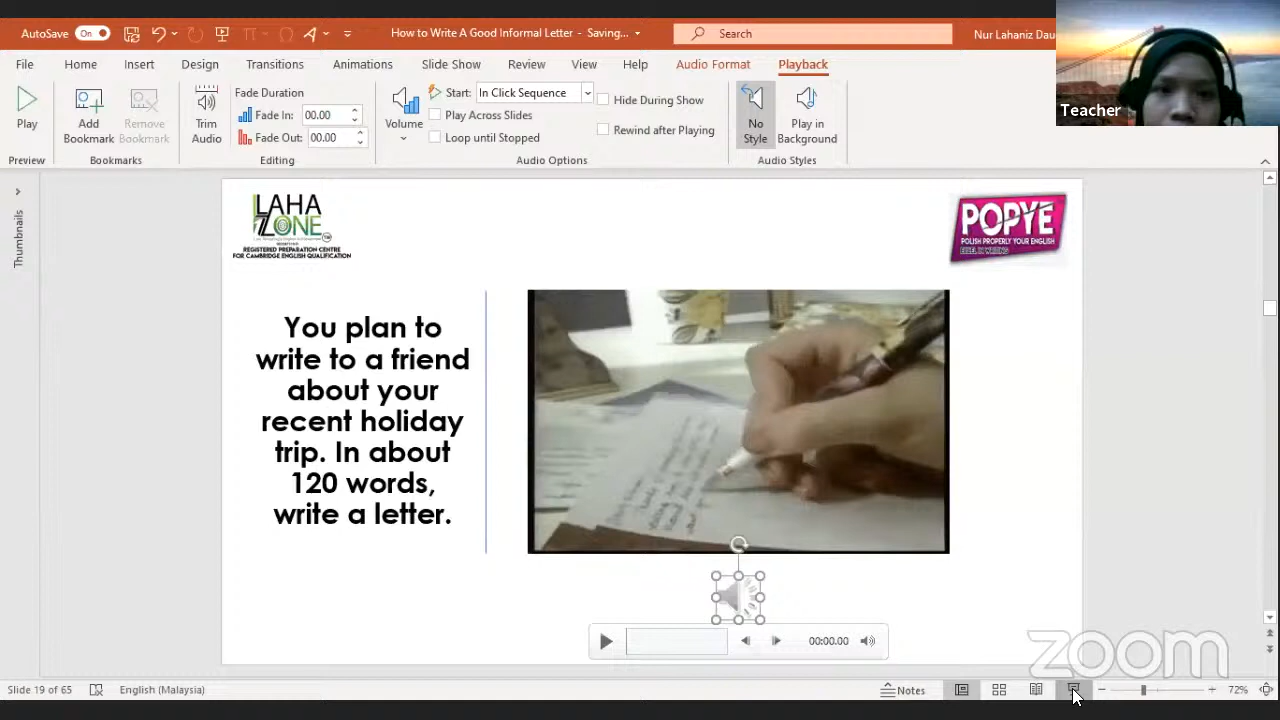 AutoSave On How to Write A Good Informal Letter - Saving... Search Nur Lahaniz Dau
File Home Insert Design Transitions Animations Slide Show Review View Help Audio Format Playback
Teacher
Play
Add Bookmark
Remove Bookmark
Trim Audio
Fade Duration
Fade In: 00.00
Fade Out: 00.00
Volume
Start: In Click Sequence
Play Across Slides
Loop until Stopped
Hide During Show
Rewind after Playing
No Style
Play in Background
Preview Bookmarks Editing Audio Options Audio Styles
Thumbnails
LAHA
ZONE
REGISTERED PREPARATION CENTRE
FOR CAMBRIDGE ENGLISH QUALIFICATION
POPYE
POLISH PROPERLY YOUR ENGLISH
EXCEL IN WRITING
You plan to
write to a friend
about your
recent holiday
trip. In about
120 words,
write a letter.
00:00.00
zoom
Slide 19 of 65 English (Malaysia) Notes 72%